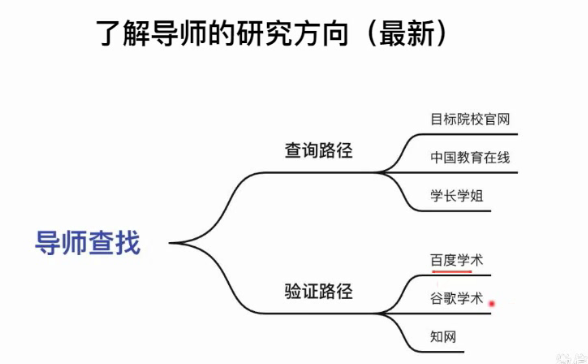 了解导师的研究方向（最新）
查询路径
目标院校官网
中国教育在线
学长学姐
导师查找
验证路径
百度学术
谷歌学术
知网